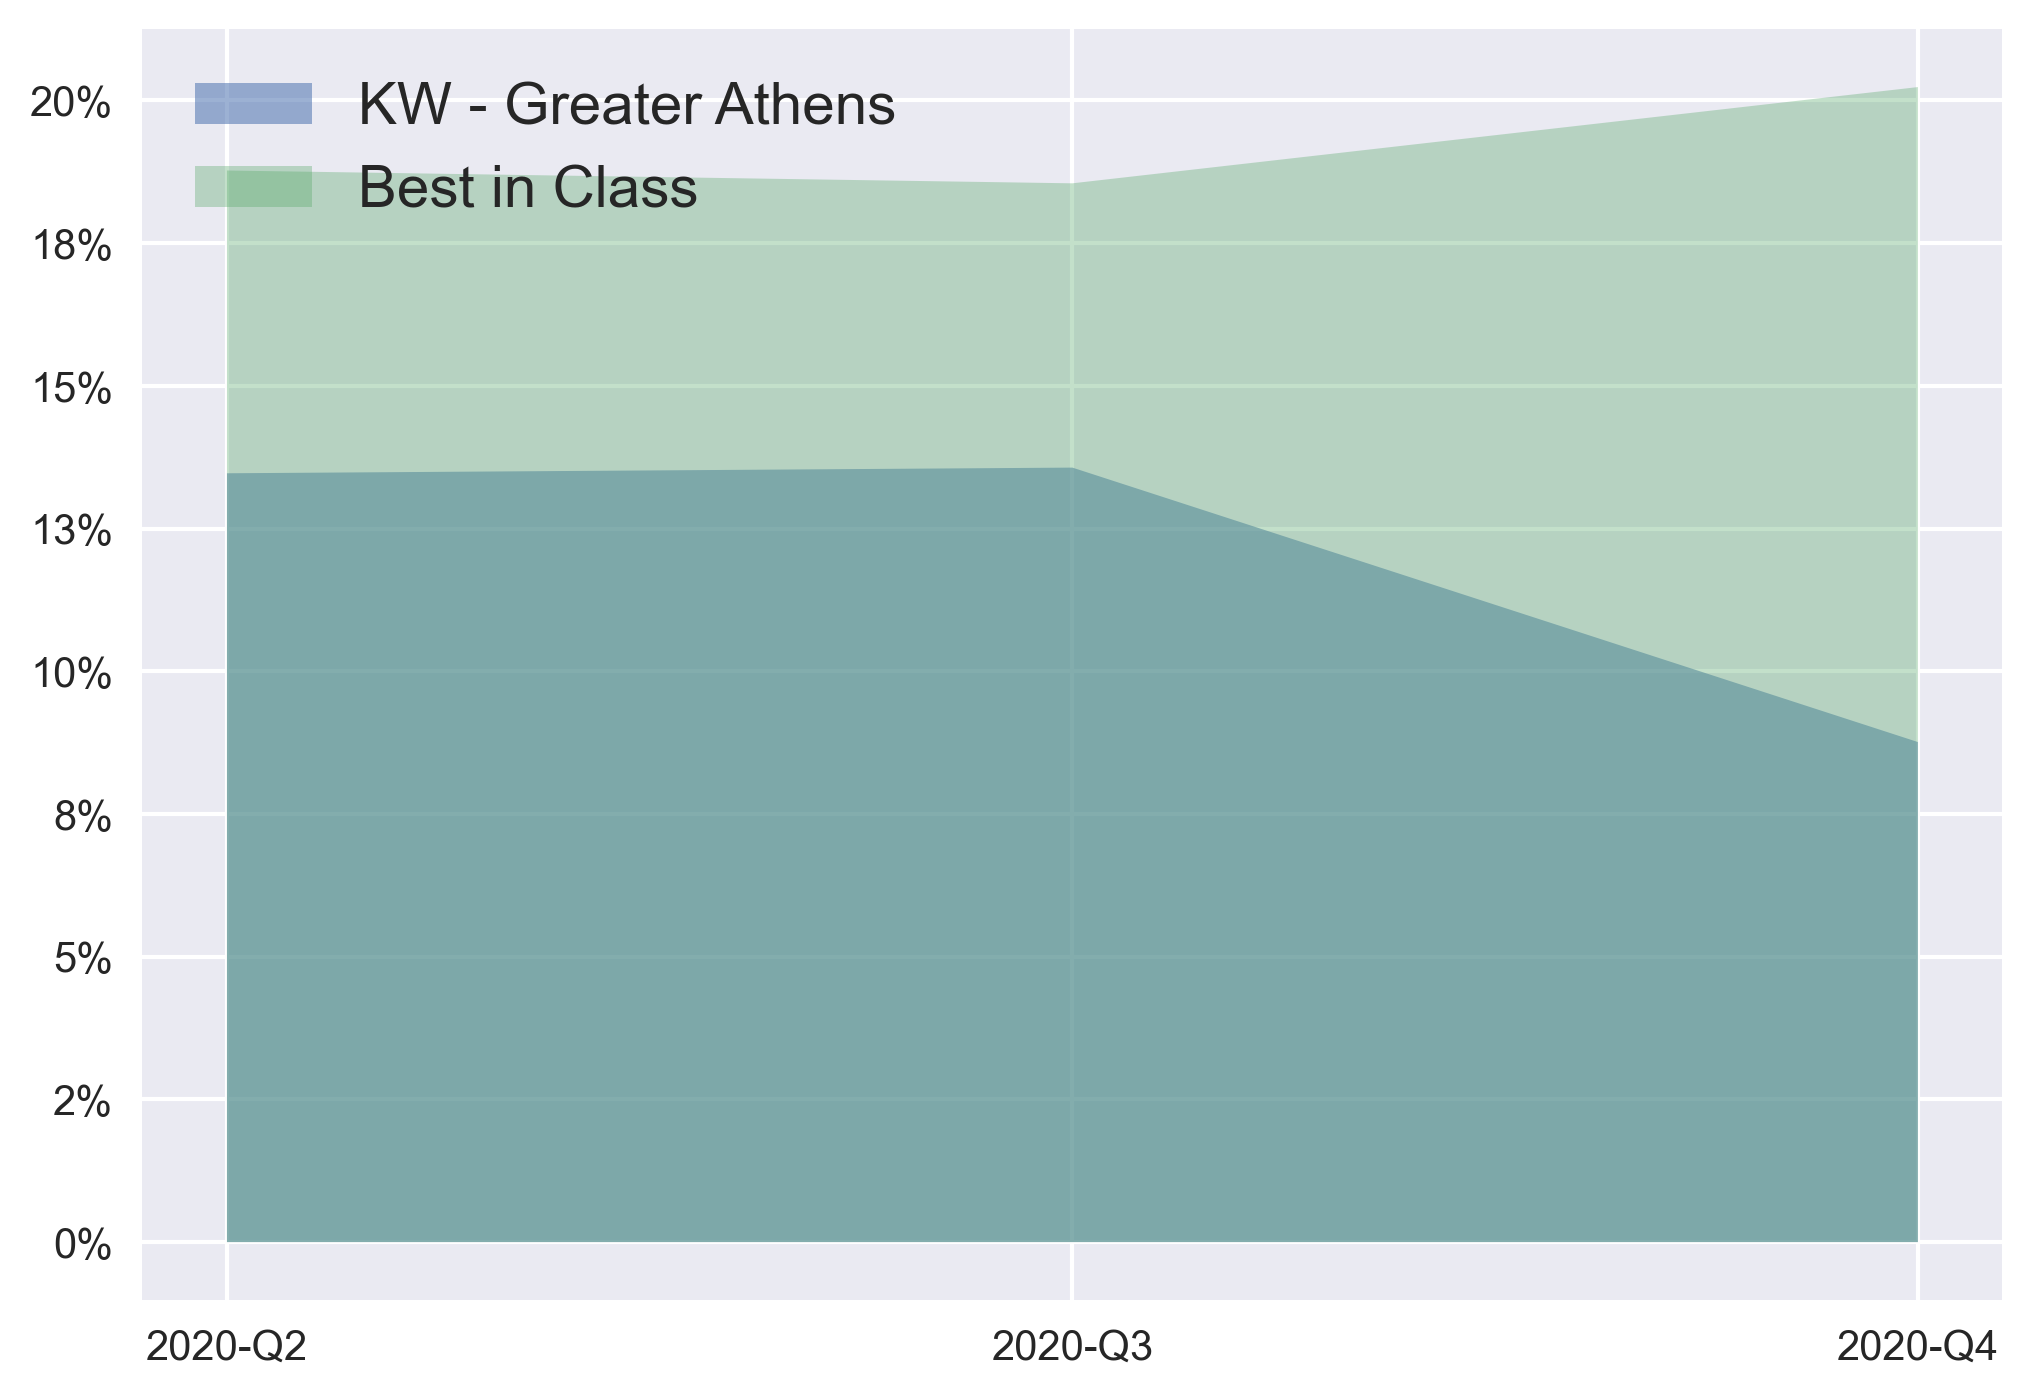 KW - Greater Athens
Best in Class
20%
18%
15%
13%
10%
8%
5%
2%
0%
2020-Q2
2020-Q3
2020-Q4